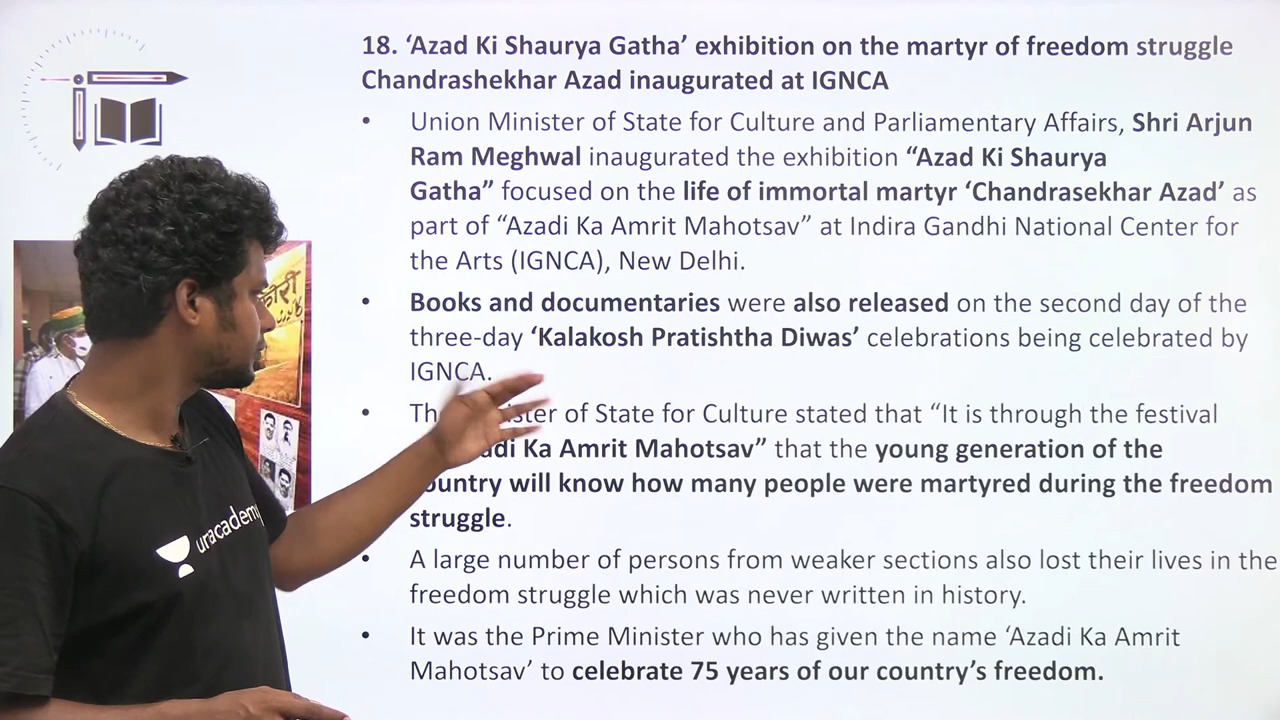 18. ‘Azad Ki Shaurya Gatha’ exhibition on the martyr of freedom struggle
Chandrashekhar Azad inaugurated at IGNCA
• Union Minister of State for Culture and Parliamentary Affairs, Shri Arjun
Ram Meghwal inaugurated the exhibition “Azad Ki Shaurya
Gatha” focused on the life of immortal martyr ‘Chandrasekhar Azad’ as
part of “Azadi Ka Amrit Mahotsav” at Indira Gandhi National Center for
the Arts (IGNCA), New Delhi.
• Books and documentaries were also released on the second day of the
three-day ‘Kalakosh Pratishtha Diwas’ celebrations being celebrated by
IGNCA.
• of State for Culture stated that “It is through the festival
Ka Amrit Mahotsav” that the young generation of the
country will know how many people were martyred during the freedom
struggle.
• A large number of persons from weaker sections also lost their lives in the
freedom struggle which was never written in history.
• It was the Prime Minister who has given the name ‘Azadi Ka Amrit
Mahotsav’ to celebrate 75 years of our country’s freedom.
uracademy